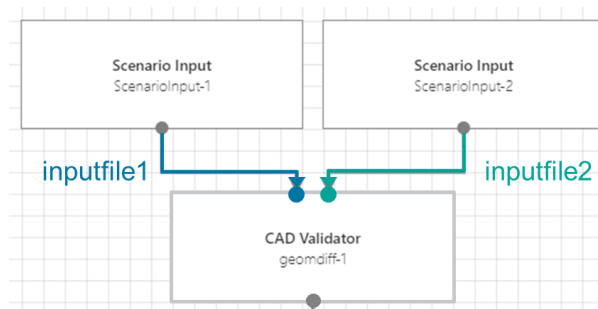 Scenario Input
ScenarioInput-1
Scenario Input
ScenarioInput-2
inputfile1
inputfile2
CAD Validator
geomdiff-1